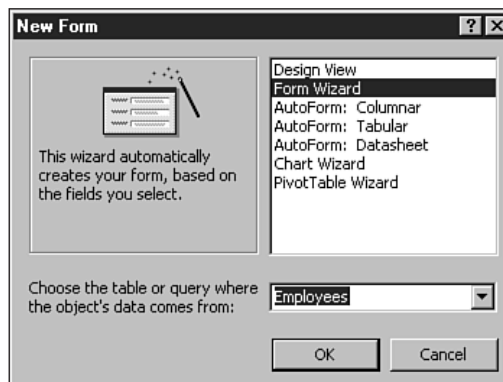 New Form
This wizard automatically
creates your form, based on
the fields you select.
Design View
Form Wizard
AutoForm: Columnar
AutoForm: Tabular
AutoForm: Datasheet
Chart Wizard
PivotTable Wizard
Choose the table or query where
the object's data comes from:
Employees
OK
Cancel